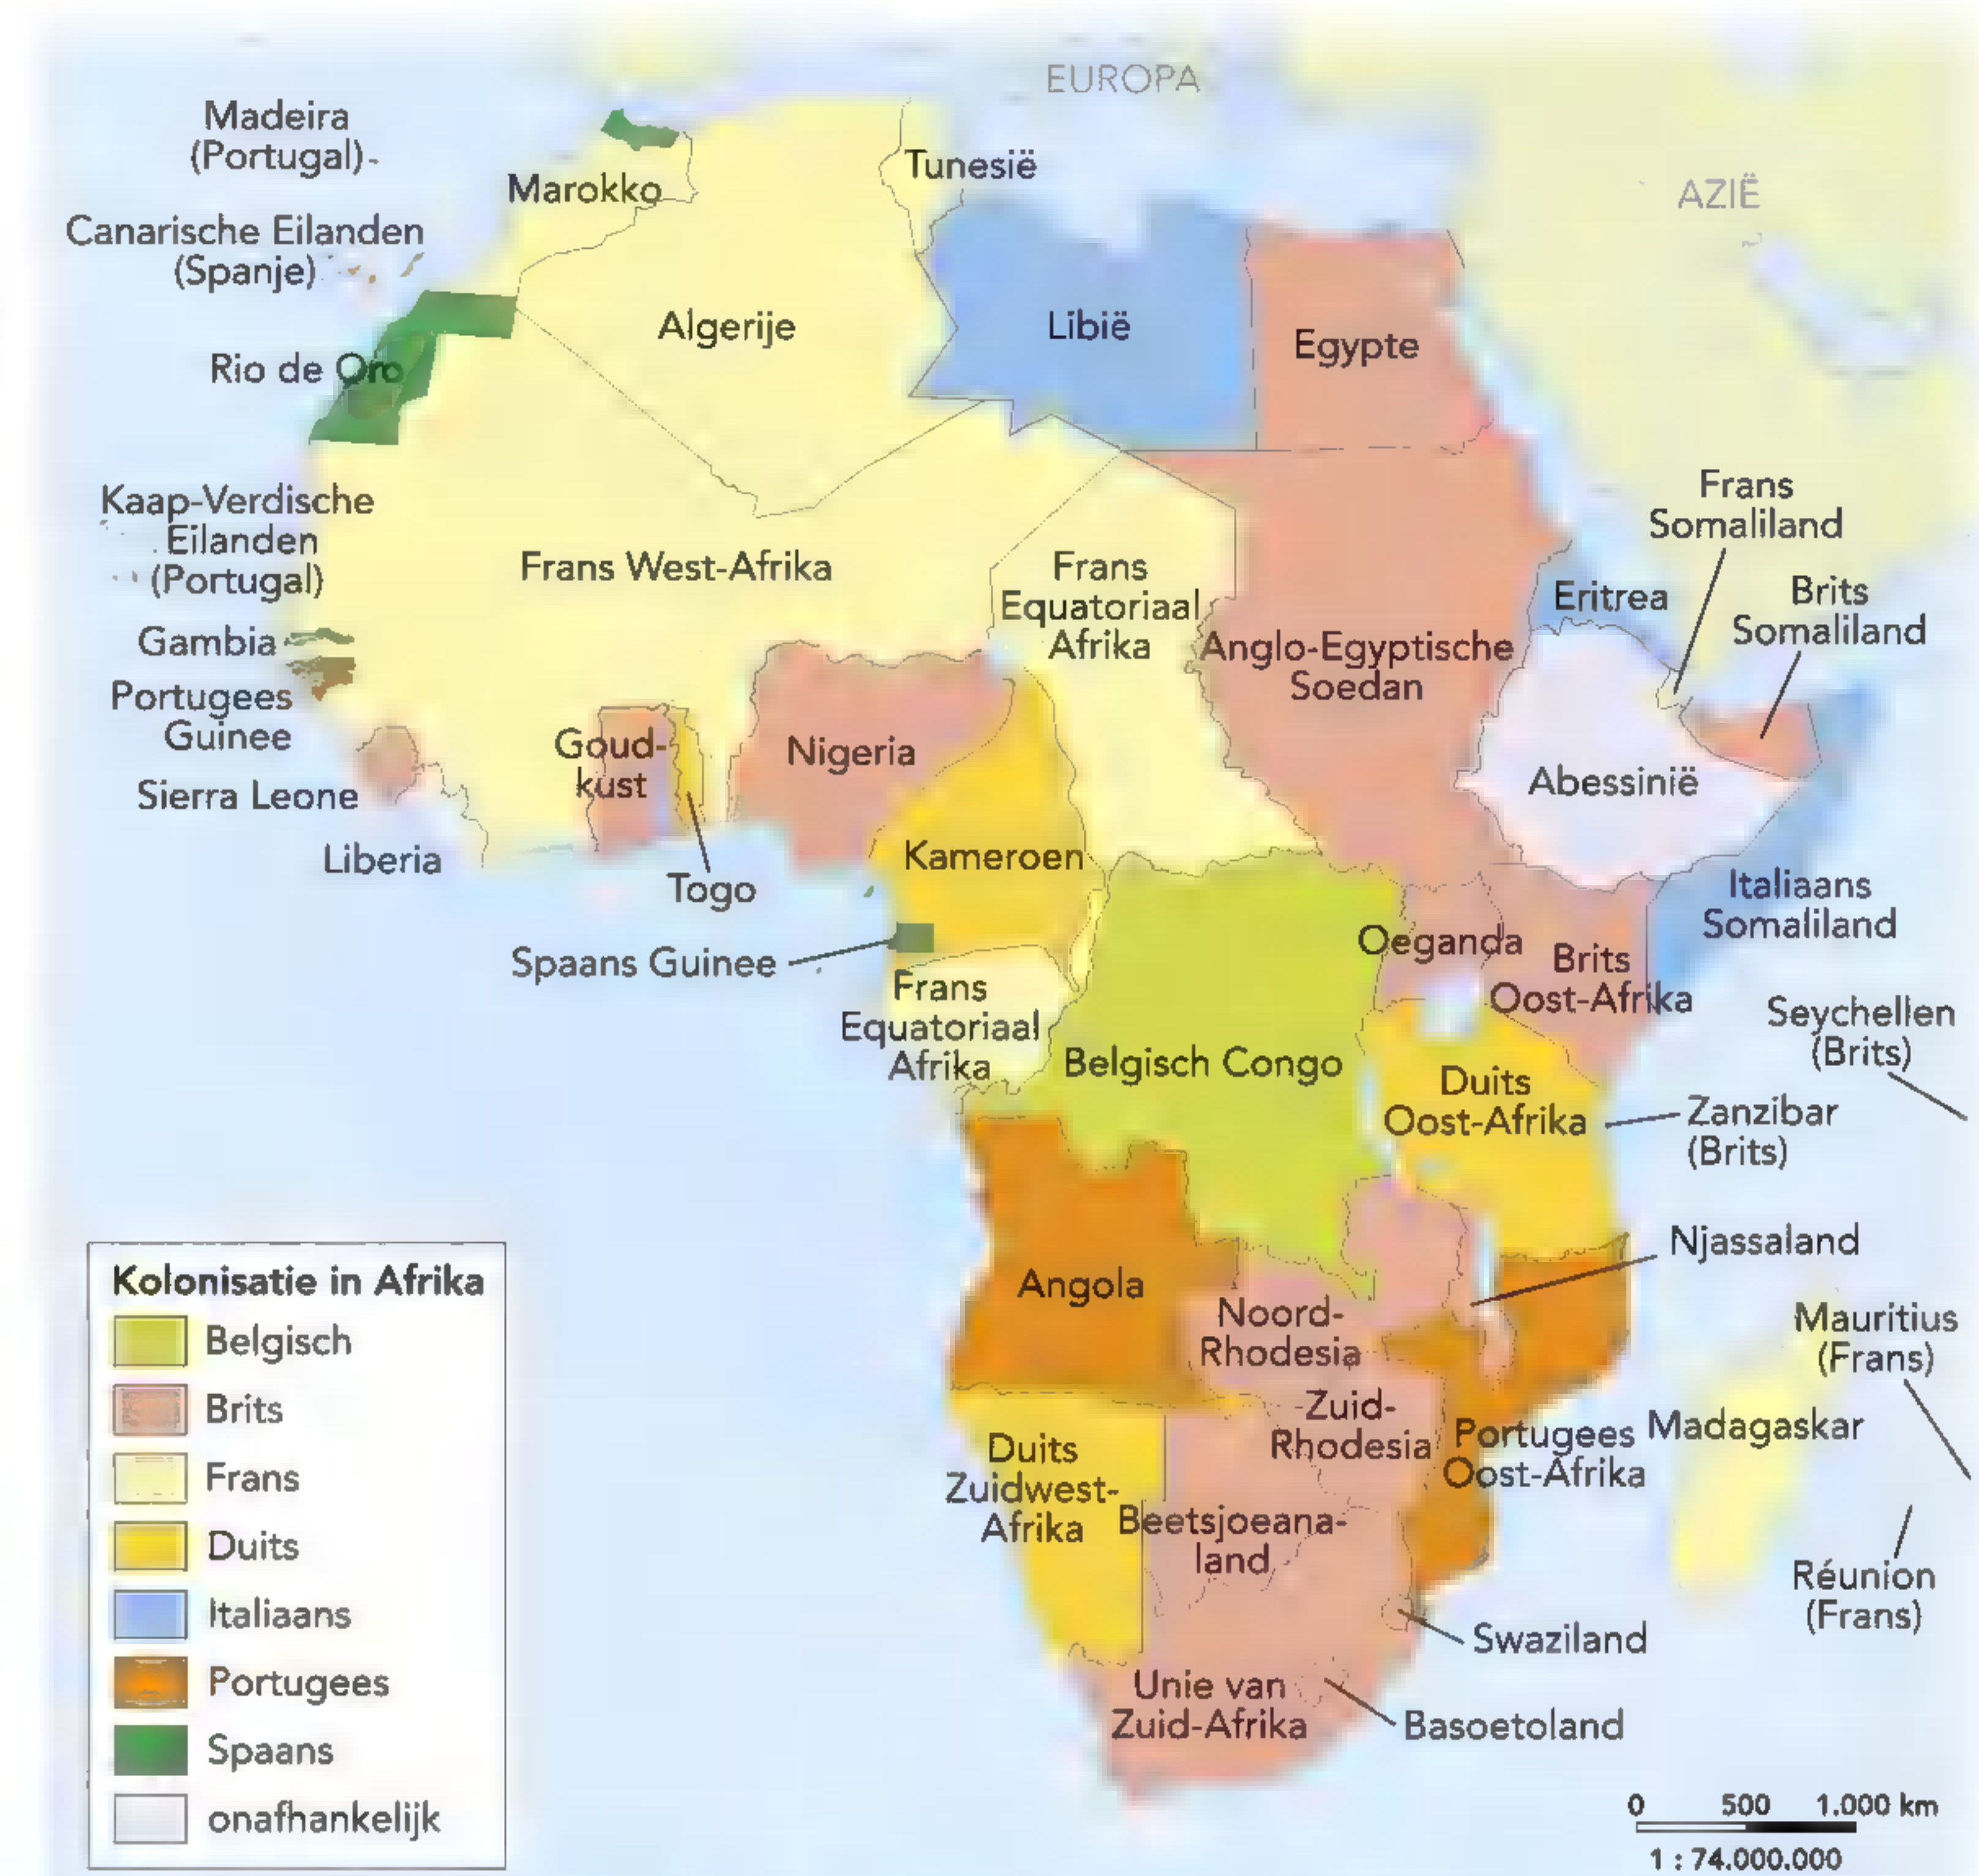 EUROPA
AZIË
Madeira
(Portugal)
Canarische Eilanden
(Spanje)
Rio de Oro
Kaap-Verdische
Eilanden
(Portugal)
Gambia
Portugees
Guinee
Sierra Leone
Liberia
Marokko
Tunesië
Algerije
Libië
Egypte
Frans West-Afrika
Frans
Equatoriaal
Afrika
Anglo-Egyptische
Soedan
Eritrea
Frans
Somaliland
Brits
Somaliland
Abessinië
Goud-
kust
Togo
Nigeria
Kameroen
Spaans Guinee
Frans
Equatoriaal
Afrika
Belgisch Congo
Oeganda
Brits
Oost-Afrika
Italiaans
Somaliland
Seychellen
(Brits)
Duits
Oost-Afrika
Zanzibar
(Brits)
Njassaland
Angola
Noord-
Rhodesia
Zuid-
Rhodesia
Portugees
Oost-Afrika
Madagaskar
Mauritius
(Frans)
Réunion
(Frans)
Duits
Zuidwest-
Afrika
Beetsjoeana-
land
Swaziland
Unie van
Zuid-Afrika
Basoetoland
Kolonisatie in Afrika
Belgisch
Brits
Frans
Duits
Italiaans
Portugees
Spaans
onafhankelijk
0 500 1.000 km
1 : 74.000.000